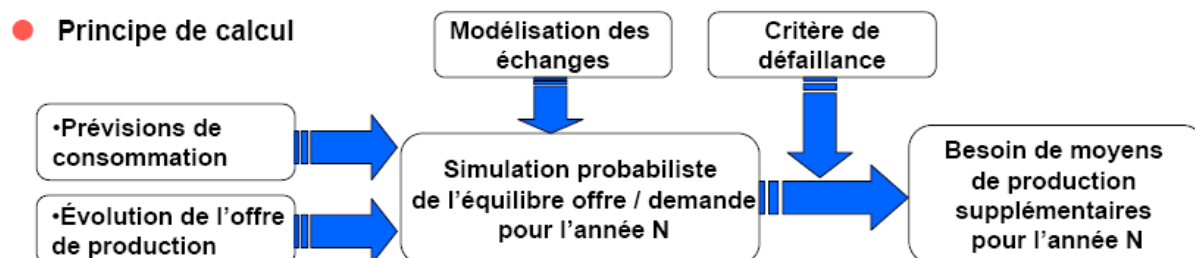 ● Principe de calcul
Modélisation des
échanges
Critère de
défaillance
•Prévisions de
consommation
•Évolution de l'offre
de production
Simulation probabiliste
de l'équilibre offre / demande
pour l'année N
Besoin de moyens
de production
supplémentaires
pour l'année N